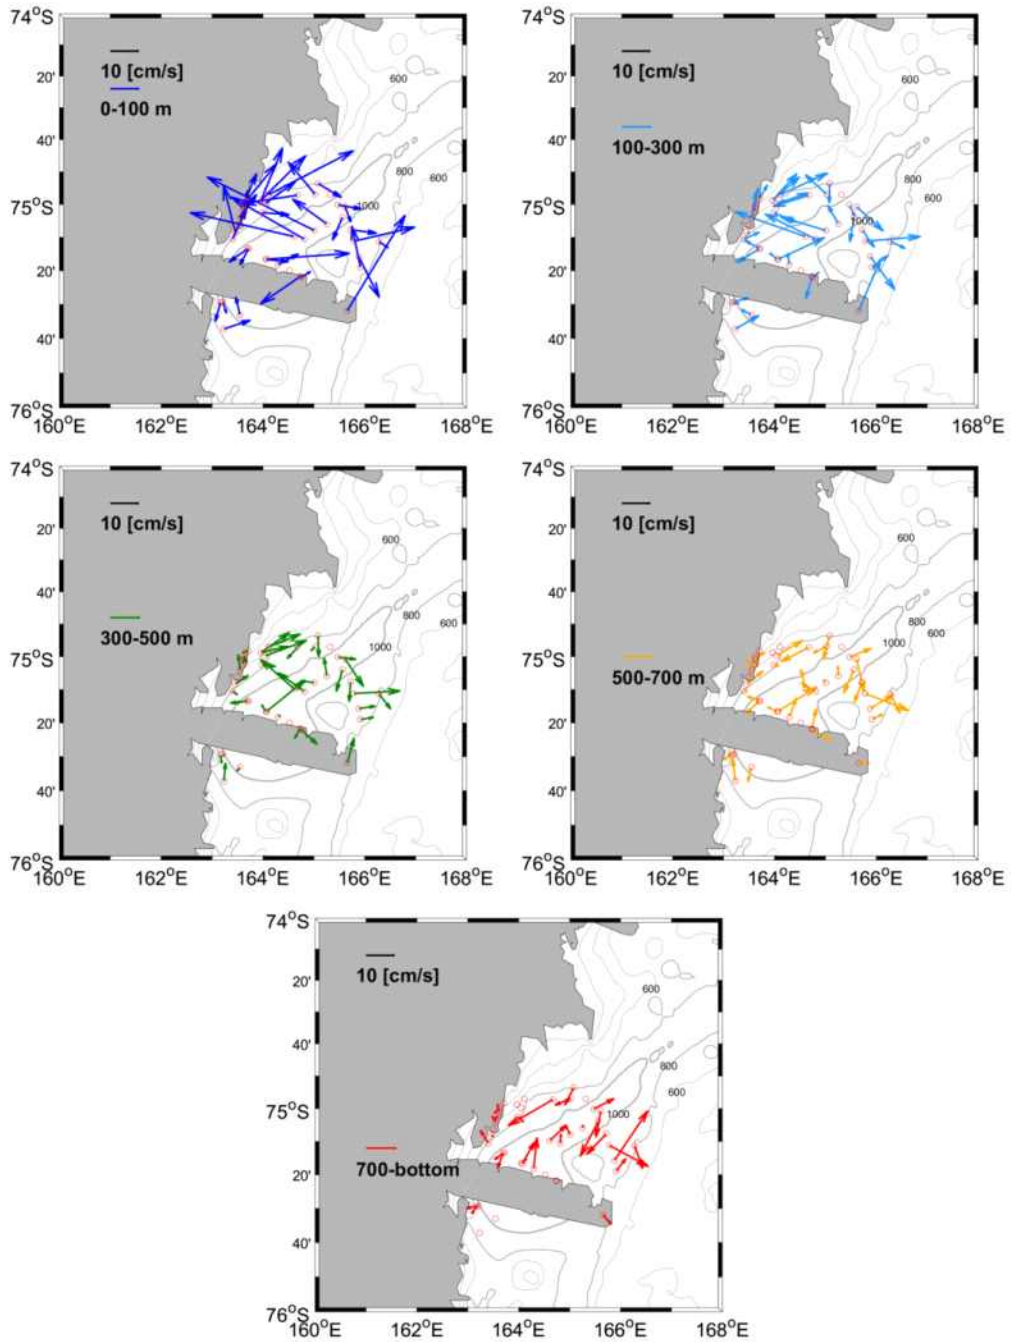 74°S
10 [cm/s]
0-100 m
20'
40'
75°S
20'
40'
76°S
160°E
162°E
164°E
166°E
168°E
600
800
600
1000
74°S
10 [cm/s]
100-300 m
20'
40'
75°S
20'
40'
76°S
160°E
162°E
164°E
166°E
168°E
600
800
600
1000
74°S
10 [cm/s]
300-500 m
20'
40'
75°S
20'
40'
76°S
160°E
162°E
164°E
166°E
168°E
600
800
600
1000
74°S
10 [cm/s]
500-700 m
20'
40'
75°S
20'
40'
76°S
160°E
162°E
164°E
166°E
168°E
600
800
600
1000
74°S
10 [cm/s]
700-bottom
20'
40'
75°S
20'
40'
76°S
160°E
162°E
164°E
166°E
168°E
600
800
600
1000